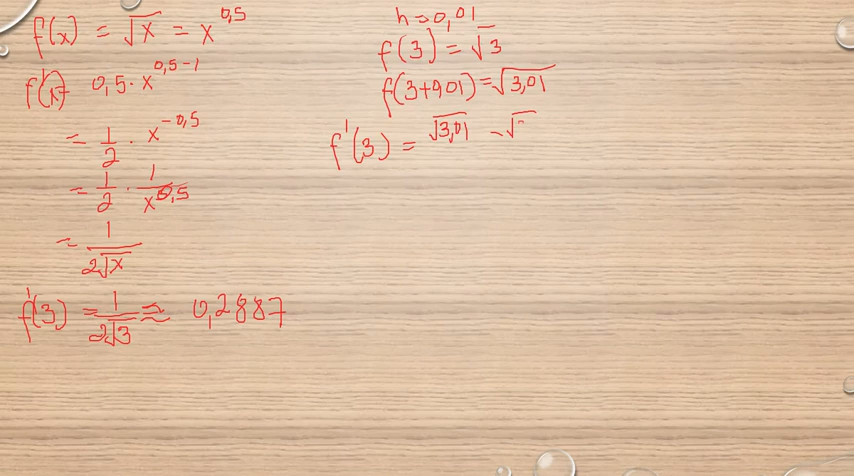 f(x) = √x = x^0,5
f'(x) = 0,5 · x^0,5-1
= 1/2 · x^-0,5
= 1/2 · 1/x^0,5
= 1/2√x
f'(3) = 1/2√3 ≈ 0,2887
h = 0,01
f(3) = √3
f(3+0,01) = √3,01
f'(3) = √3,01 - √